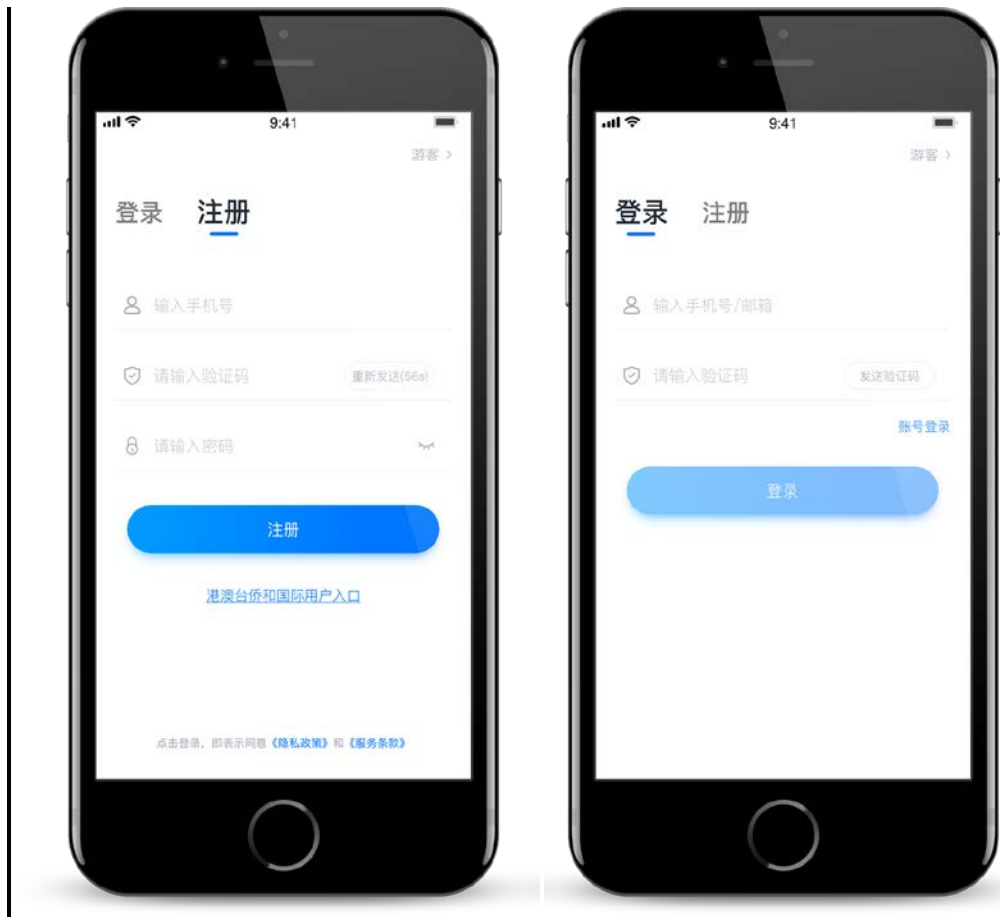 9:41
游客 >
登录 注册
输入手机号
请输入验证码 重新发送(56s)
请输入密码
注册
港澳台侨和国际用户入口
点击登录，即表示同意《隐私政策》和《服务条款》
9:41
游客 >
登录 注册
输入手机号/邮箱
请输入验证码 发送验证码
账号登录
登录